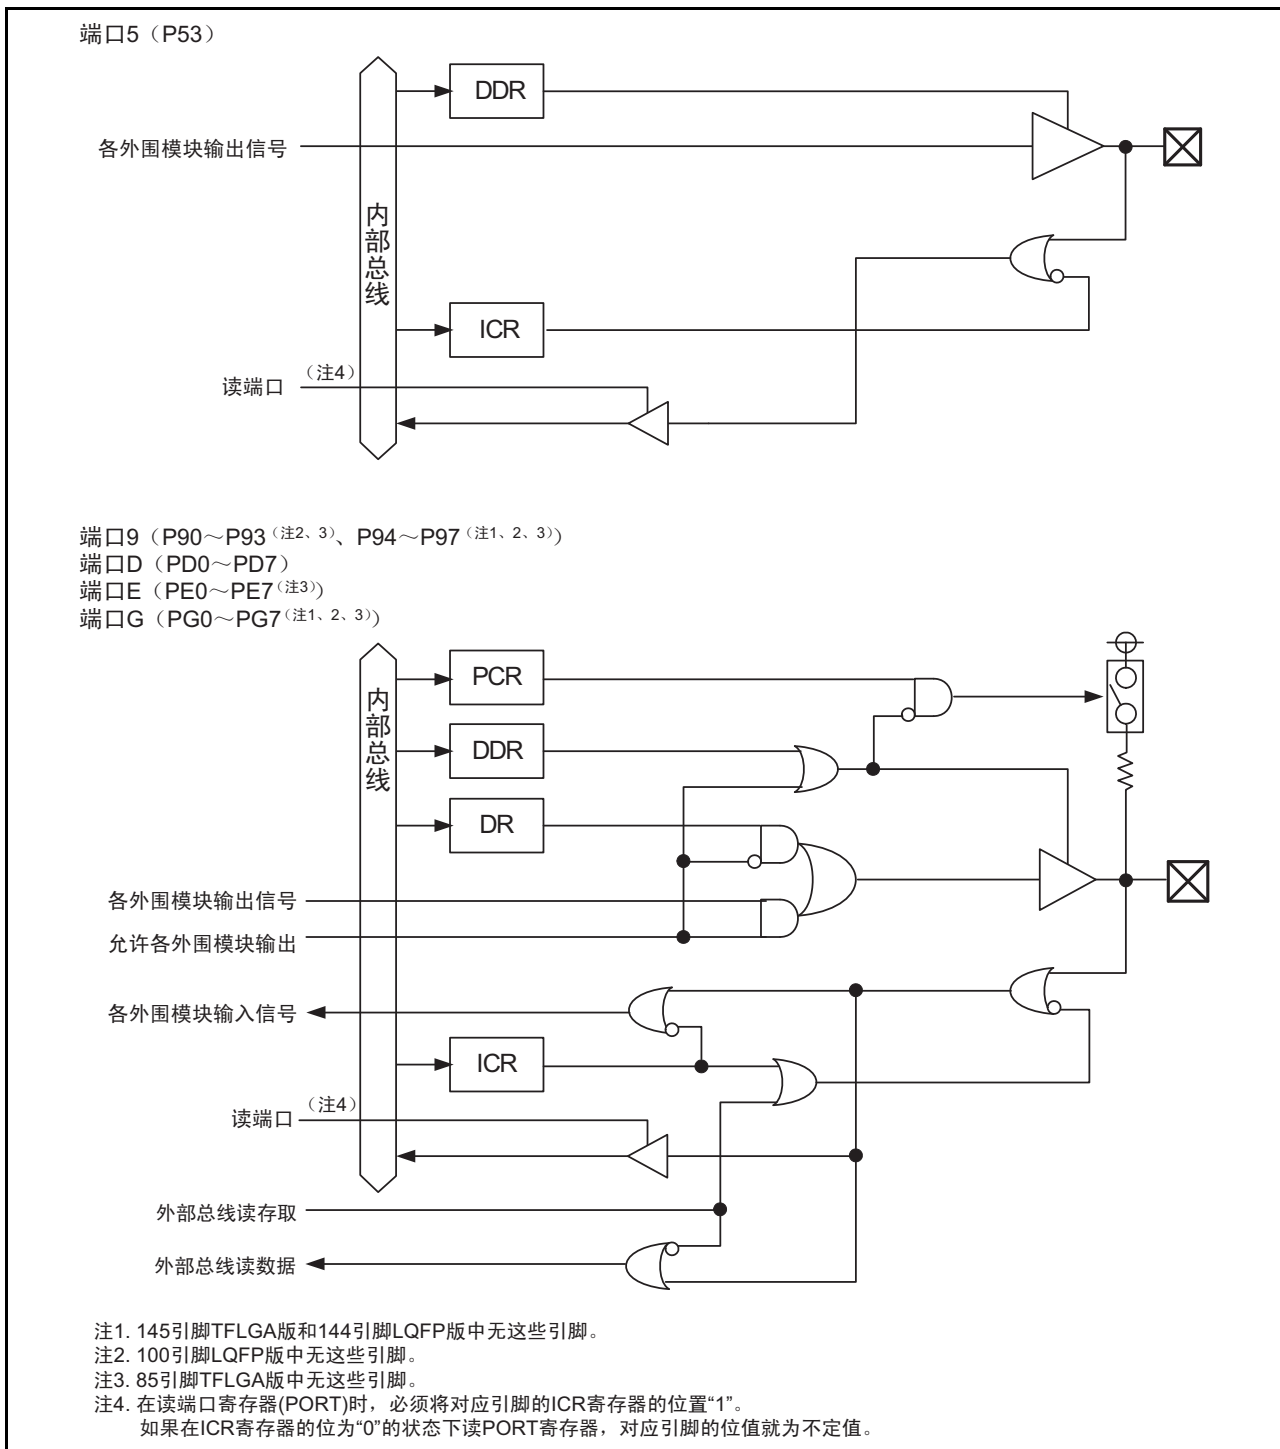 端口5（P53）
DDR
各外围模块输出信号
内部总线
ICR
读端口 （注4）
端口9（P90～P93（注2、3）、P94～P97（注1、2、3））
端口D（PD0～PD7）
端口E（PE0～PE7（注3））
端口G（PG0～PG7（注1、2、3））
PCR
内部总线
DDR
DR
各外围模块输出信号
允许各外围模块输出
各外围模块输入信号
ICR
读端口 （注4）
外部总线读存取
外部总线读数据
注1. 145引脚TFLGA版和144引脚LQFP版中无这些引脚。
注2. 100引脚LQFP版中无这些引脚。
注3. 85引脚TFLGA版中无这些引脚。
注4. 在读端口寄存器(PORT)时，必须将对应引脚的ICR寄存器的位置“1”。
如果在ICR寄存器的位为“0”的状态下读PORT寄存器，对应引脚的位值就为不定值。